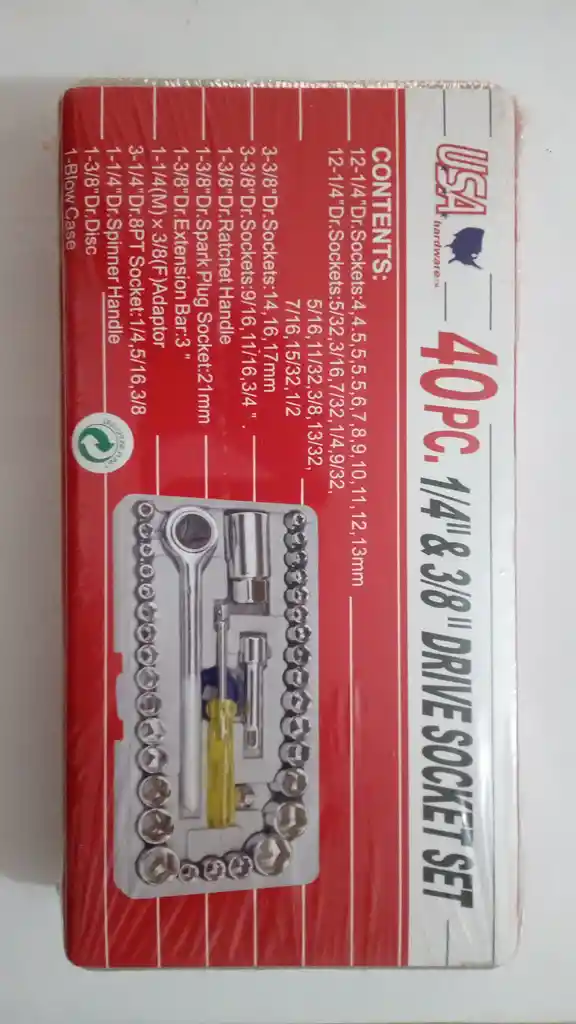 USA
hardware™
40 PC. 1/4" & 3/8" DRIVE SOCKET SET
CONTENTS:
12-1/4"Dr.Sockets:4,4.5,5,5.5,6,7,8,9,10,11,12,13mm
12-1/4"Dr.Sockets:5/32,3/16,7/32,1/4,9/32,
5/16,11/32,3/8,13/32,
7/16,15/32,1/2
3-3/8"Dr.Sockets:14,16,17mm
3-3/8"Dr.Sockets:9/16,11/16,3/4 " .
1-3/8"Dr.Ratchet Handle
1-3/8"Dr.Spark Plug Socket:21mm
1-3/8"Dr.Extension Bar:3 "
1-1/4(M)×3/8(F)Adaptor
3-1/4"Dr.8PT Socket:1/4,5/16,3/8
1-1/4"Dr.Spinner Handle
1-3/8"Dr.Disc
1-Blow Case